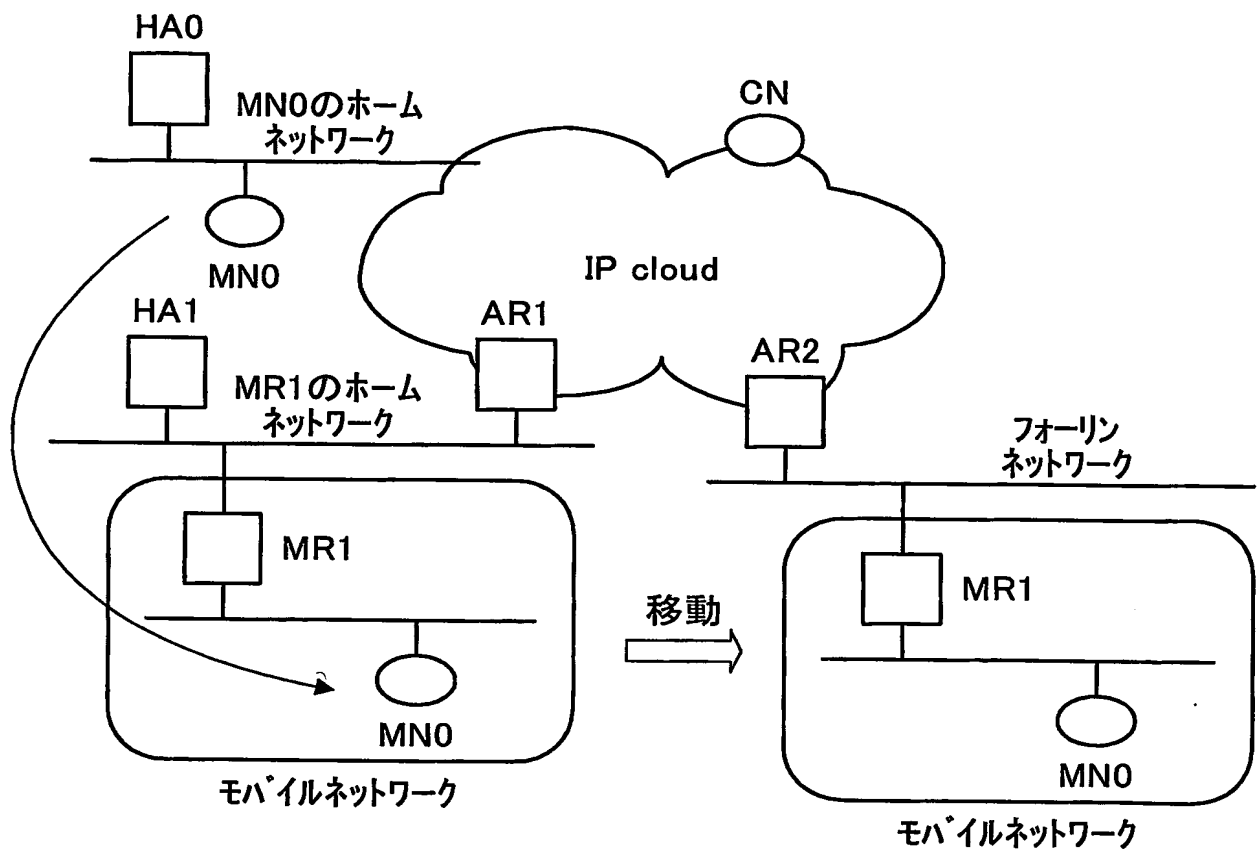 HA0
MN0のホーム
ネットワーク
CN
MN0
IP cloud
HA1
AR1
AR2
MR1のホーム
ネットワーク
フォーリン
ネットワーク
MR1
MR1
移動
MN0
MN0
モバイルネットワーク
モバイルネットワーク